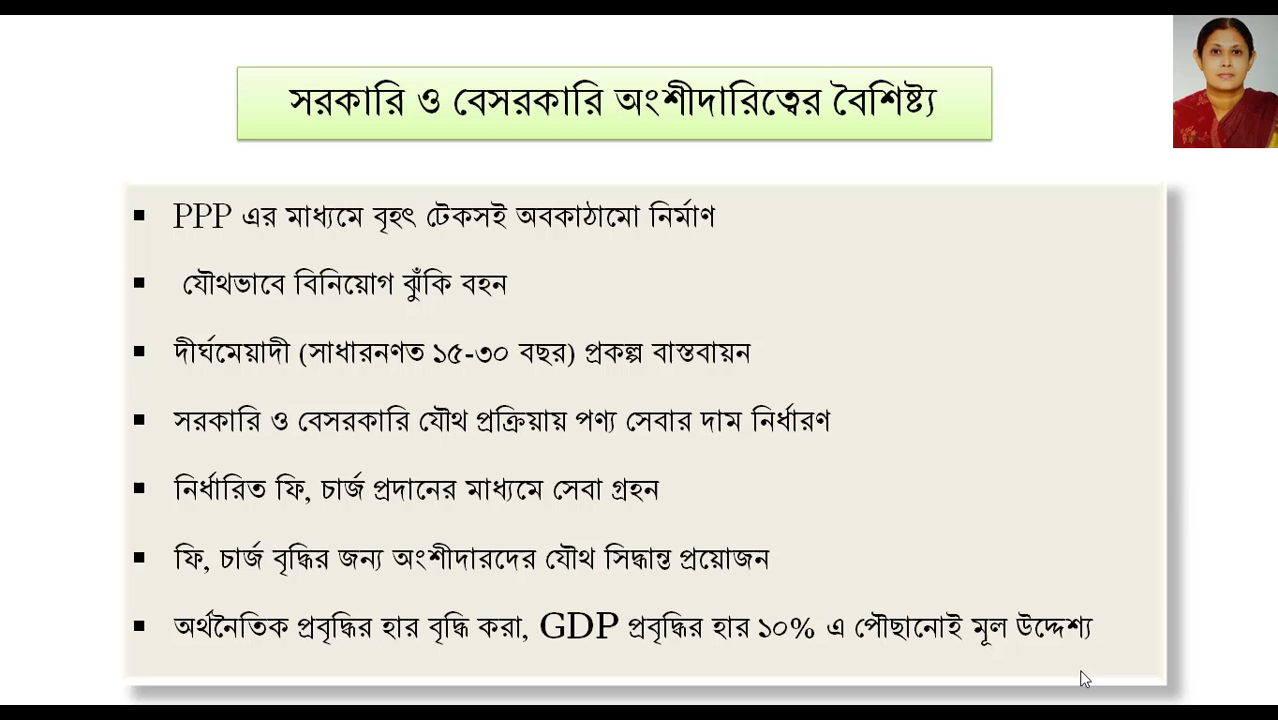 সরকারি ও বেসরকারি অংশীদারিত্বের বৈশিষ্ট্য
▪ PPP এর মাধ্যমে বৃহৎ টেকসই অবকাঠামো নির্মাণ
▪ যৌথভাবে বিনিয়োগ ঝুঁকি বহন
▪ দীর্ঘমেয়াদী (সাধারনণত ১৫-৩০ বছর) প্রকল্প বাস্তবায়ন
▪ সরকারি ও বেসরকারি যৌথ প্রক্রিয়ায় পণ্য সেবার দাম নির্ধারণ
▪ নির্ধারিত ফি, চার্জ প্রদানের মাধ্যমে সেবা গ্রহন
▪ ফি, চার্জ বৃদ্ধির জন্য অংশীদারদের যৌথ সিদ্ধান্ত প্রয়োজন
▪ অর্থনৈতিক প্রবৃদ্ধির হার বৃদ্ধি করা, GDP প্রবৃদ্ধির হার ১০% এ পৌছানোই মূল উদ্দেশ্য